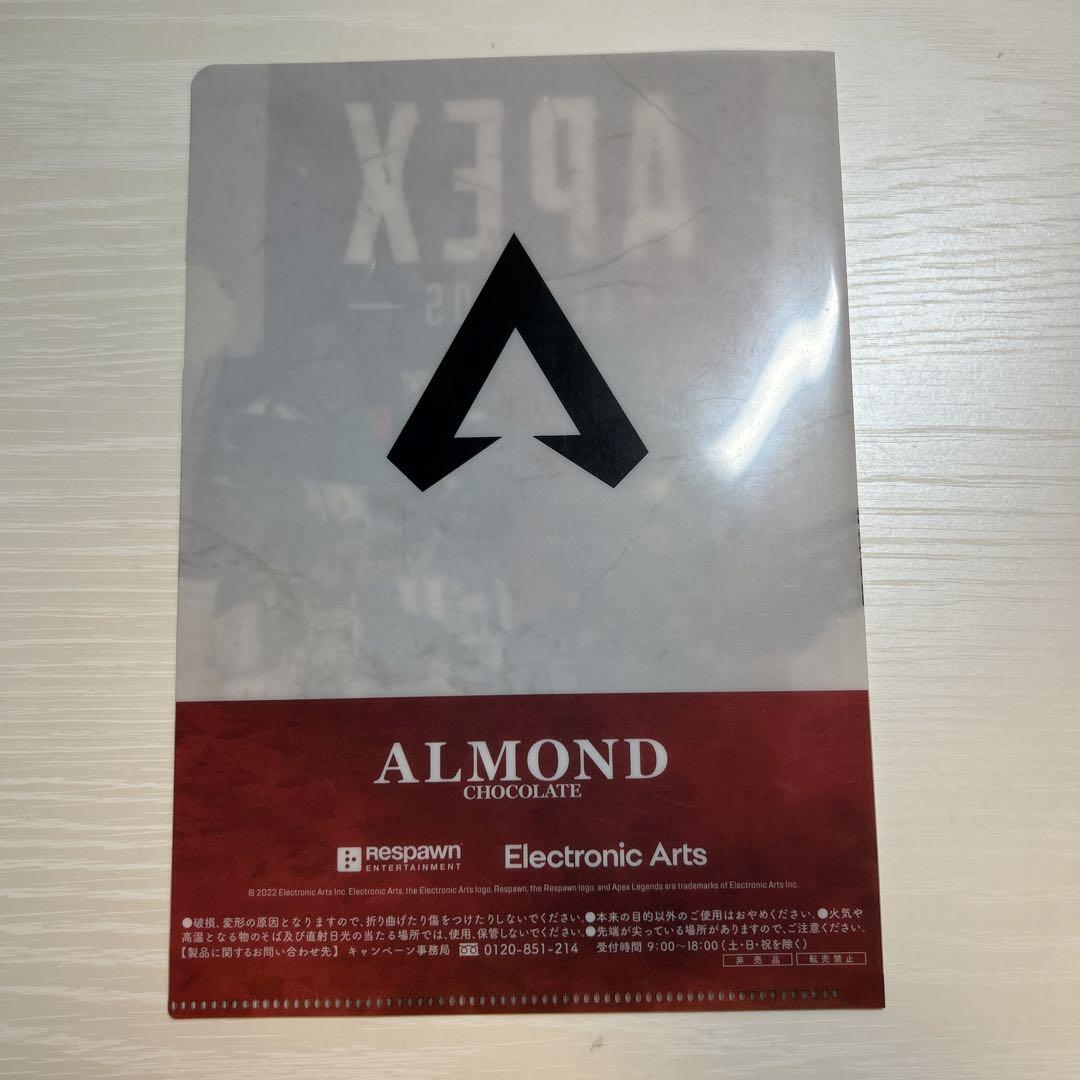 APEX
ALMOND
CHOCOLATE
Respawn
ENTERTAINMENT
Electronic Arts
© 2022 Electronic Arts Inc. Electronic Arts, the Electronic Arts logo, Respawn, the Respawn logo, and Apex Legends are trademarks of Electronic Arts Inc.
●破損、変形の原因となりますので、折り曲げたり傷をつけたりしないでください。●本来の目的以外のご使用はおやめください。●火気や
高温となる物のそば及び直射日光の当たる場所では、使用、保管しないでください。●先端が尖っている場所がありますので、ご注意ください。
【製品に関するお問い合わせ先】 キャンペーン事務局 0120-851-214 受付時間 9:00〜18:00（土・日・祝を除く）
非売品 転売禁止